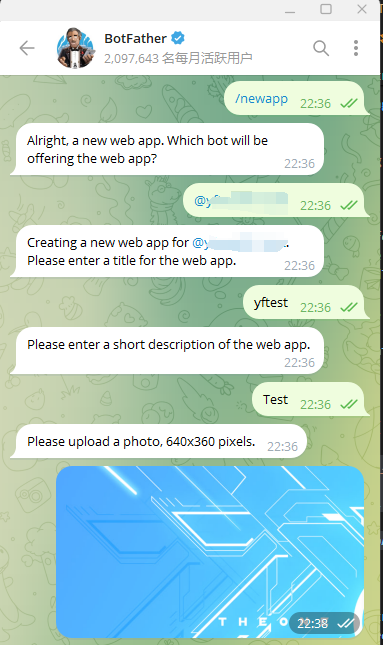 BotFather
2,097,643 名每月活跃用户
/newapp 22:36
Alright, a new web app. Which bot will be
offering the web app?
22:36
@y 22:36
Creating a new web app for @y .
Please enter a title for the web app.
22:36
yftest 22:36
Please enter a short description of the web app.
22:36
Test 22:36
Please upload a photo, 640x360 pixels. 22:36
THE O
22:38